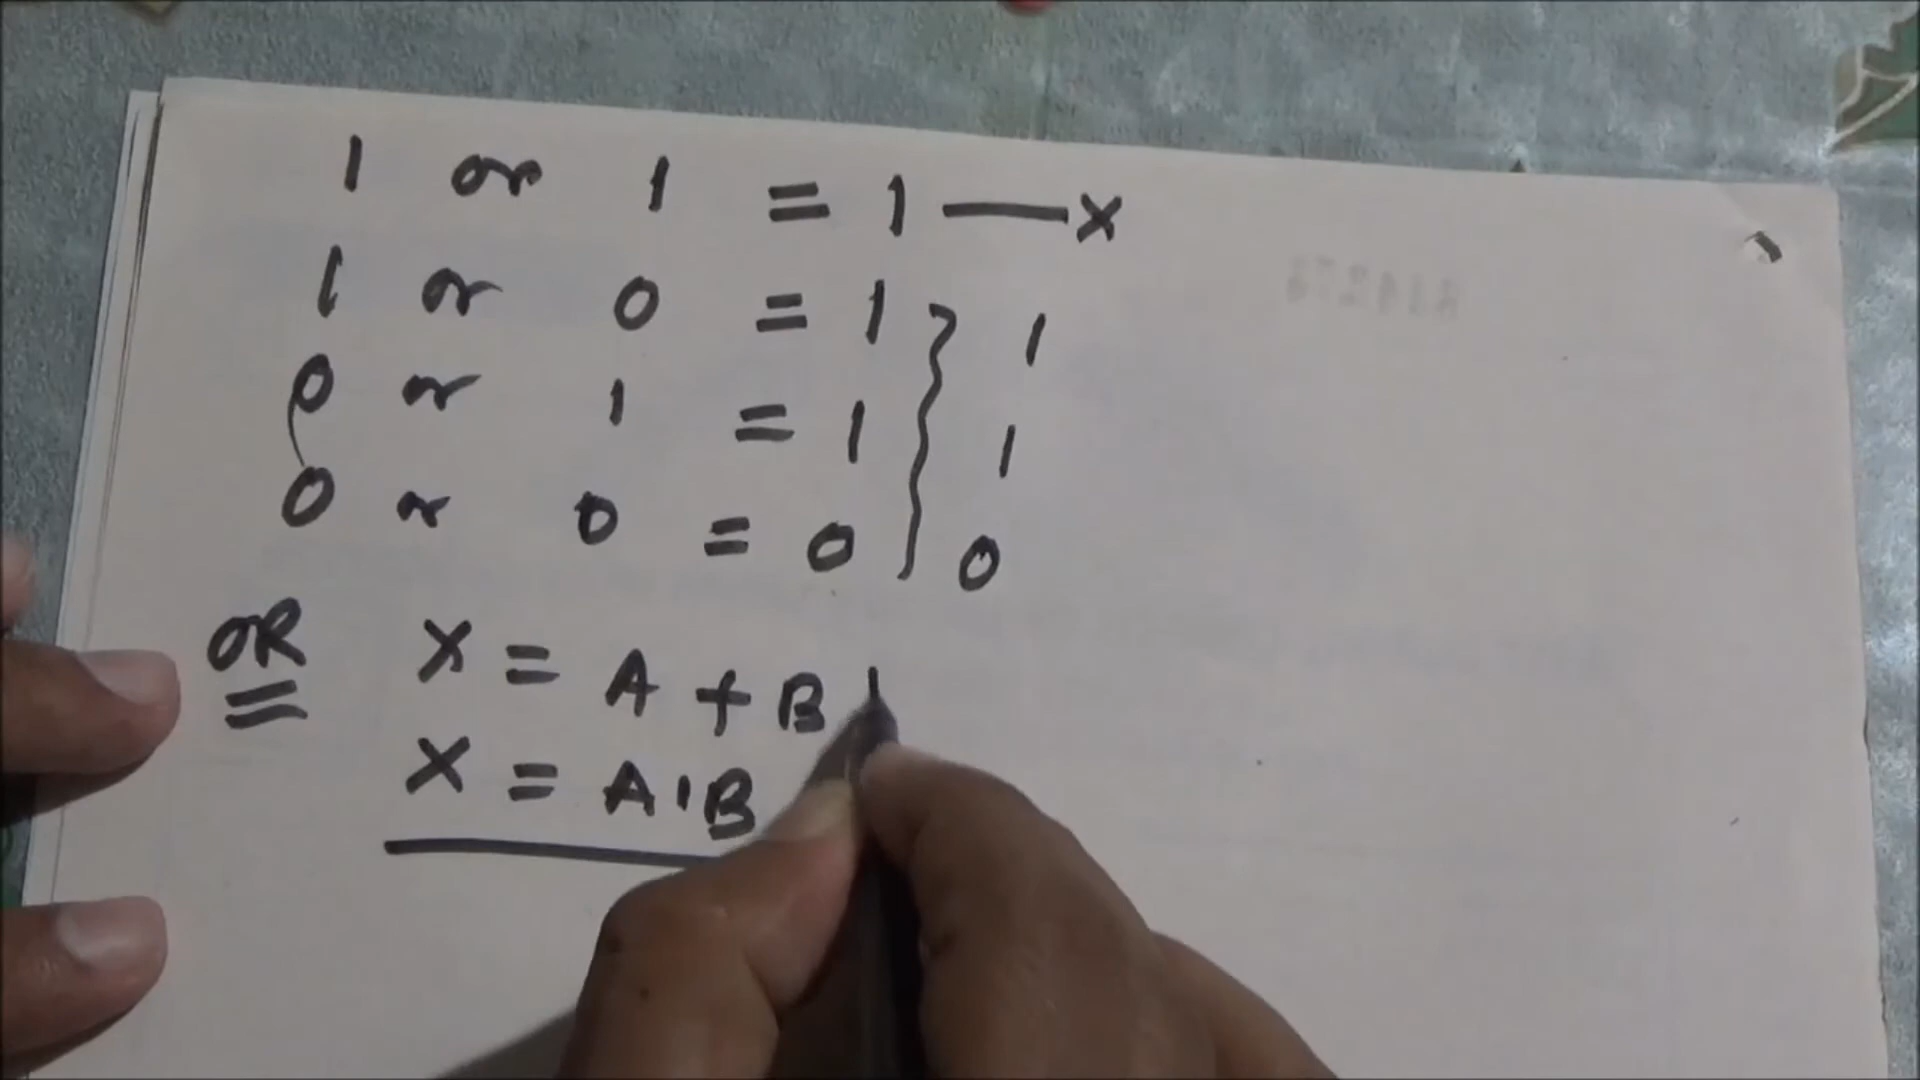 1 or 1 = 1 — x
1 or 0 = 1 } 1
0 or 1 = 1 1
0 or 0 = 0 0
OR X = A + B
X = A.B